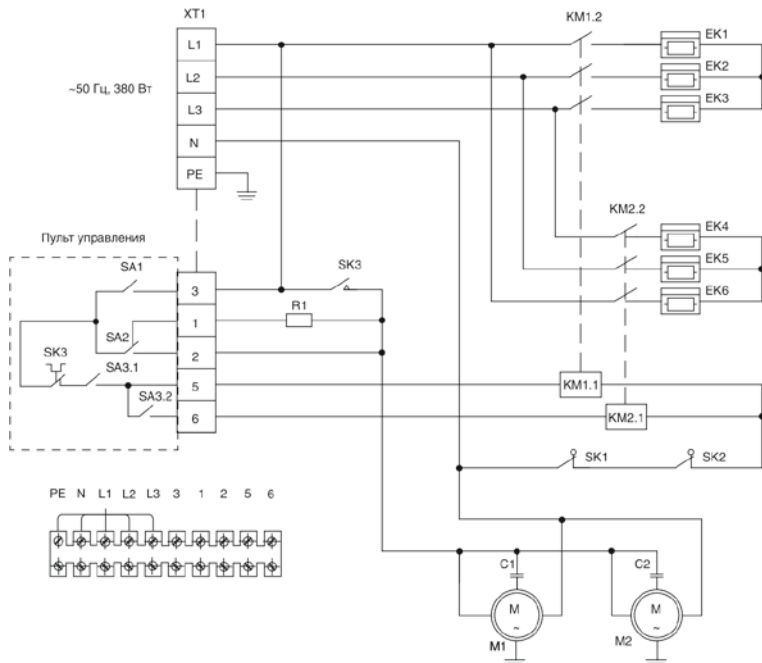 XT1
KM1.2
L1
EK1
L2
EK2
~50 Гц, 380 Вт
L3
EK3
N
PE
KM2.2
EK4
Пульт управления
EK5
SA1
3
SK3
EK6
1
R1
SA2
2
SK3
SA3.1
5
KM1.1
SA3.2
6
KM2.1
SK1
SK2
PE N L1 L2 L3 3 1 2 5 6
C1
C2
M
~
M
~
M1
M2